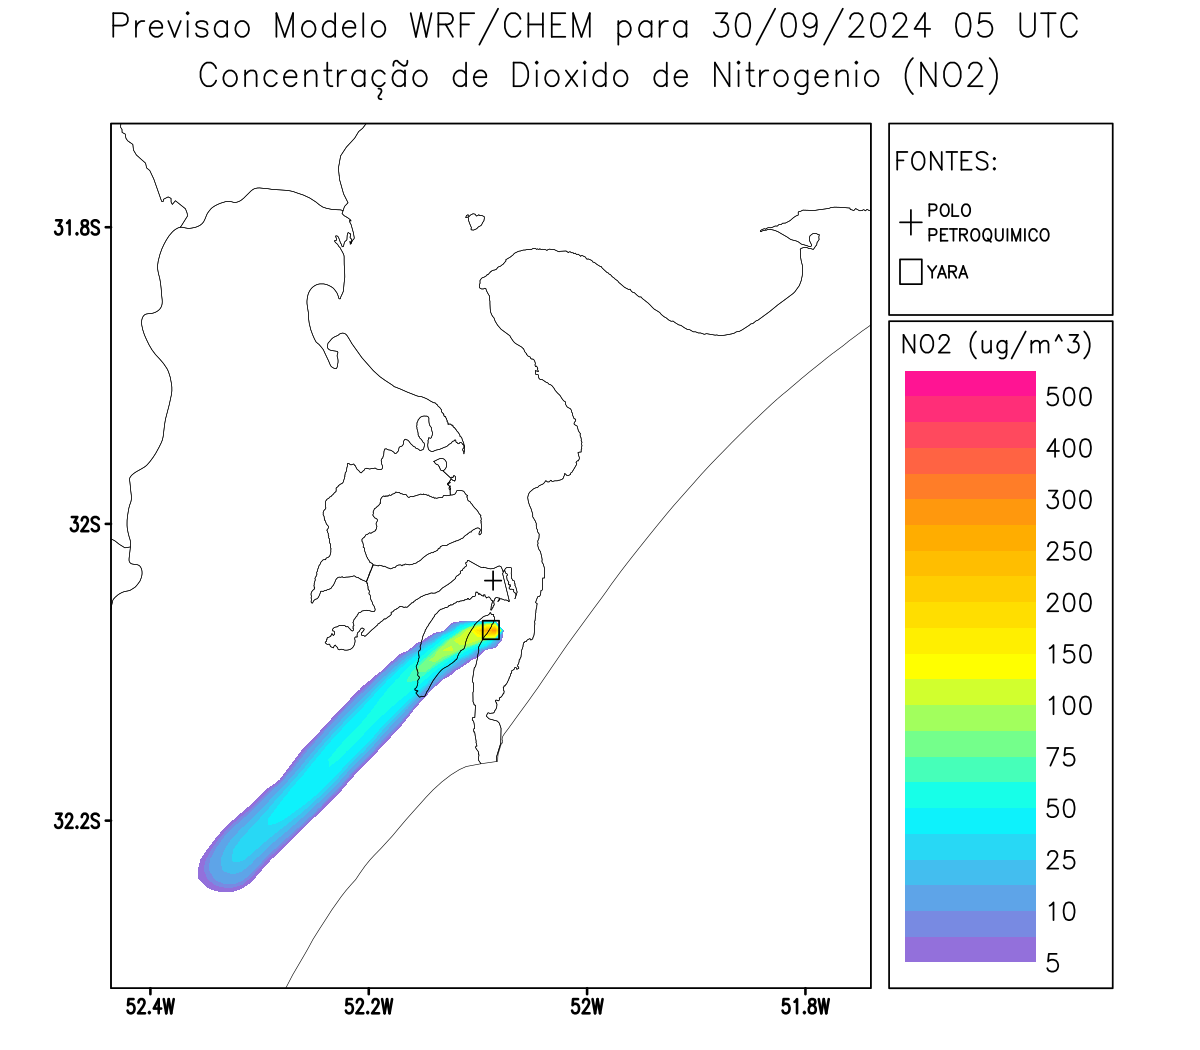 Previsao Modelo WRF/CHEM para 30/09/2024 05 UTC
Concentração de Dioxido de Nitrogenio (NO2)
FONTES:
POLO
PETROQUIMICO
YARA
NO2 (ug/m^3)
500
400
300
250
200
150
100
75
50
25
10
5
31.8S
32S
32.2S
52.4W
52.2W
52W
51.8W